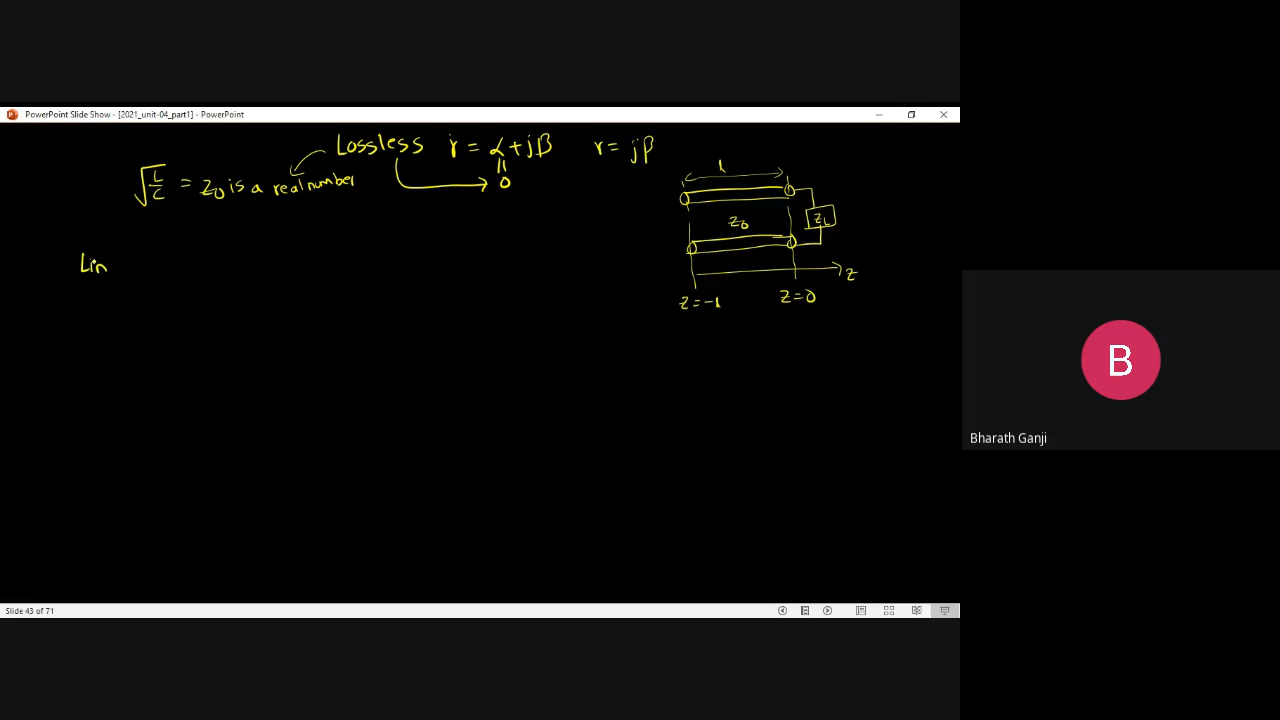 PowerPoint Slide Show - [2021_unit-04_part1] - PowerPoint
Lossless γ = α + jβ γ = jβ
0
√L/C = Z0 is a real number
l
Z0
ZL
z
z = -l
z = 0
Lin
B
Bharath Ganji
Slide 43 of 71